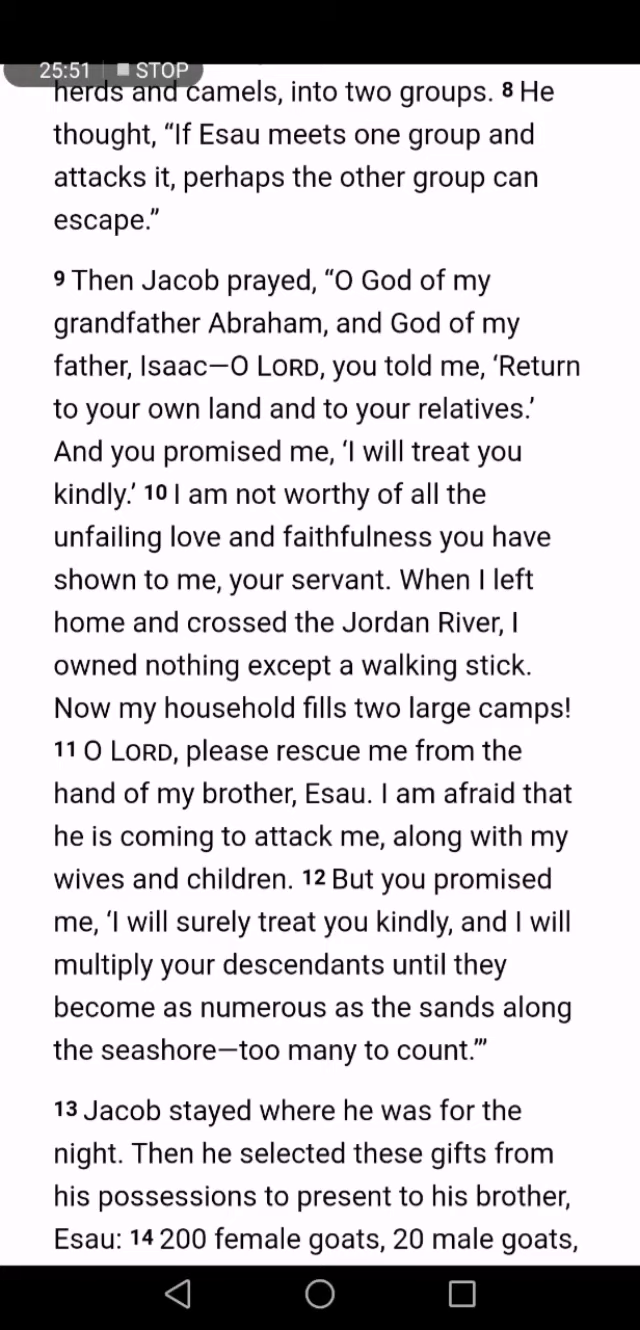 25:51 STOP
herds and camels, into two groups. 8 He
thought, “If Esau meets one group and
attacks it, perhaps the other group can
escape.”
9 Then Jacob prayed, “O God of my
grandfather Abraham, and God of my
father, Isaac—O LORD, you told me, ‘Return
to your own land and to your relatives.’
And you promised me, ‘I will treat you
kindly.’ 10 I am not worthy of all the
unfailing love and faithfulness you have
shown to me, your servant. When I left
home and crossed the Jordan River, I
owned nothing except a walking stick.
Now my household fills two large camps!
11 O LORD, please rescue me from the
hand of my brother, Esau. I am afraid that
he is coming to attack me, along with my
wives and children. 12 But you promised
me, ‘I will surely treat you kindly, and I will
multiply your descendants until they
become as numerous as the sands along
the seashore—too many to count.’”
13 Jacob stayed where he was for the
night. Then he selected these gifts from
his possessions to present to his brother,
Esau: 14 200 female goats, 20 male goats,